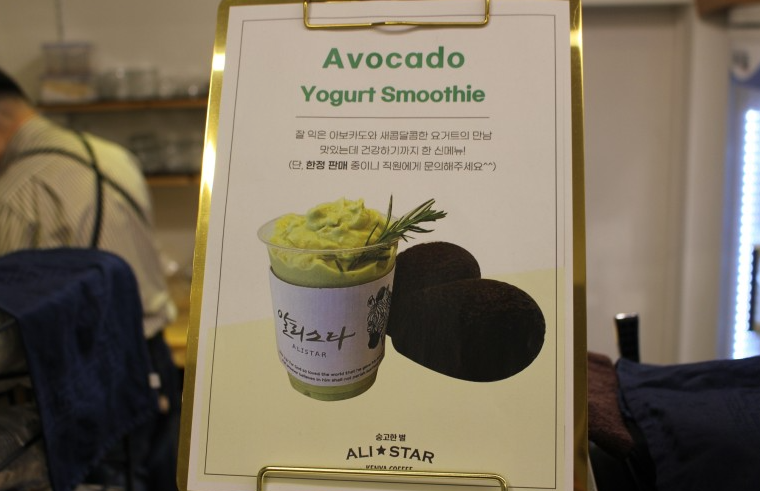 Avocado
Yogurt Smoothie
잘 익은 아보카도와 새콤달콤한 요거트의 만남
맛있는데 건강하기까지 한 신메뉴!
(단, 한정 판매 중이니 직원에게 문의해주세요^^)
알리스타
ALISTAR
숭고한 별
ALI★STAR
KENYA COFFEE